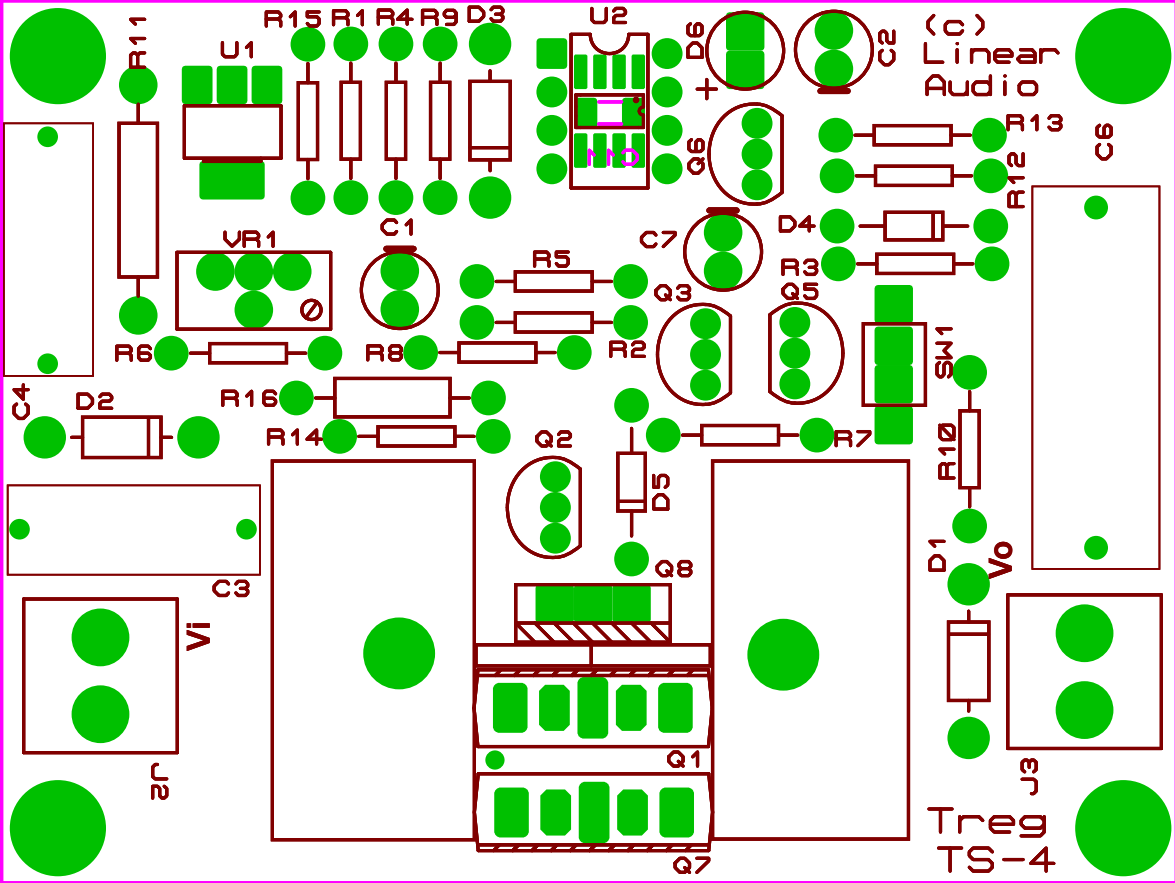 R11
U1
R15
R1
R4
R9
D3
U2
D6
+
C2
(c)
Linear
Audio
R13
R12
C6
Q6
C7
D4
R3
Q3
Q5
SW1
C1
VR1
R5
R2
R6
R8
R16
R14
C4
D2
Q2
D5
R7
R10
D1
Vo
C3
Vi
Q8
J2
Q1
Q7
J3
Treg
TS-4